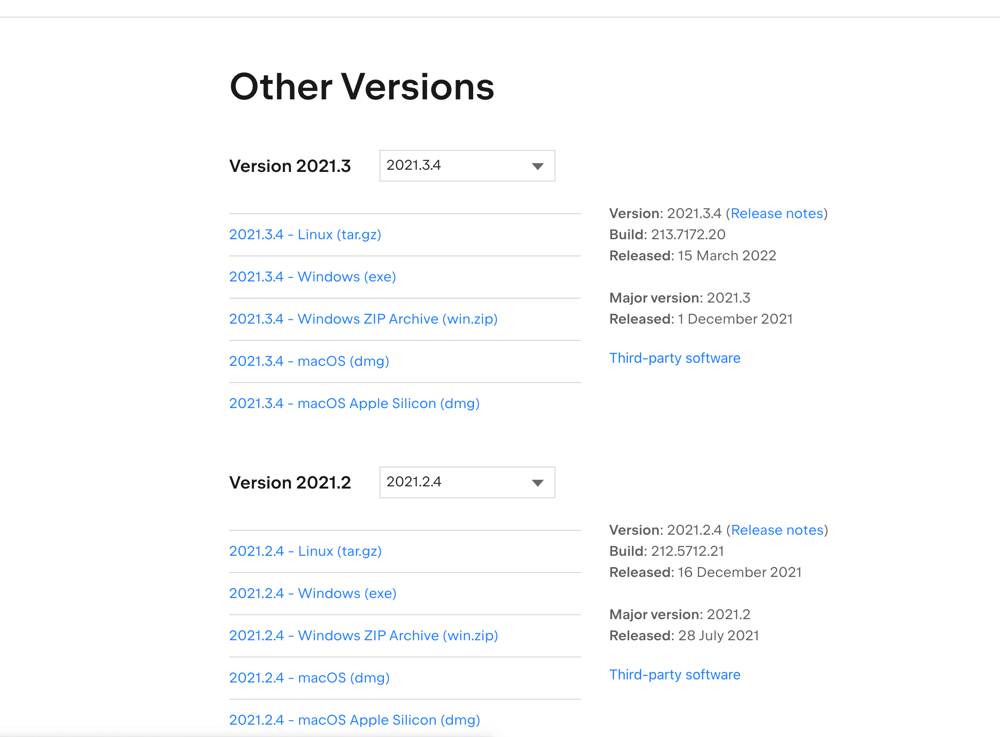 Other Versions
Version 2021.3
2021.3.4
2021.3.4 - Linux (tar.gz)
2021.3.4 - Windows (exe)
2021.3.4 - Windows ZIP Archive (win.zip)
2021.3.4 - macOS (dmg)
2021.3.4 - macOS Apple Silicon (dmg)
Version: 2021.3.4 (Release notes)
Build: 213.7172.20
Released: 15 March 2022
Major version: 2021.3
Released: 1 December 2021
Third-party software
Version 2021.2
2021.2.4
2021.2.4 - Linux (tar.gz)
2021.2.4 - Windows (exe)
2021.2.4 - Windows ZIP Archive (win.zip)
2021.2.4 - macOS (dmg)
2021.2.4 - macOS Apple Silicon (dmg)
Version: 2021.2.4 (Release notes)
Build: 212.5712.21
Released: 16 December 2021
Major version: 2021.2
Released: 28 July 2021
Third-party software